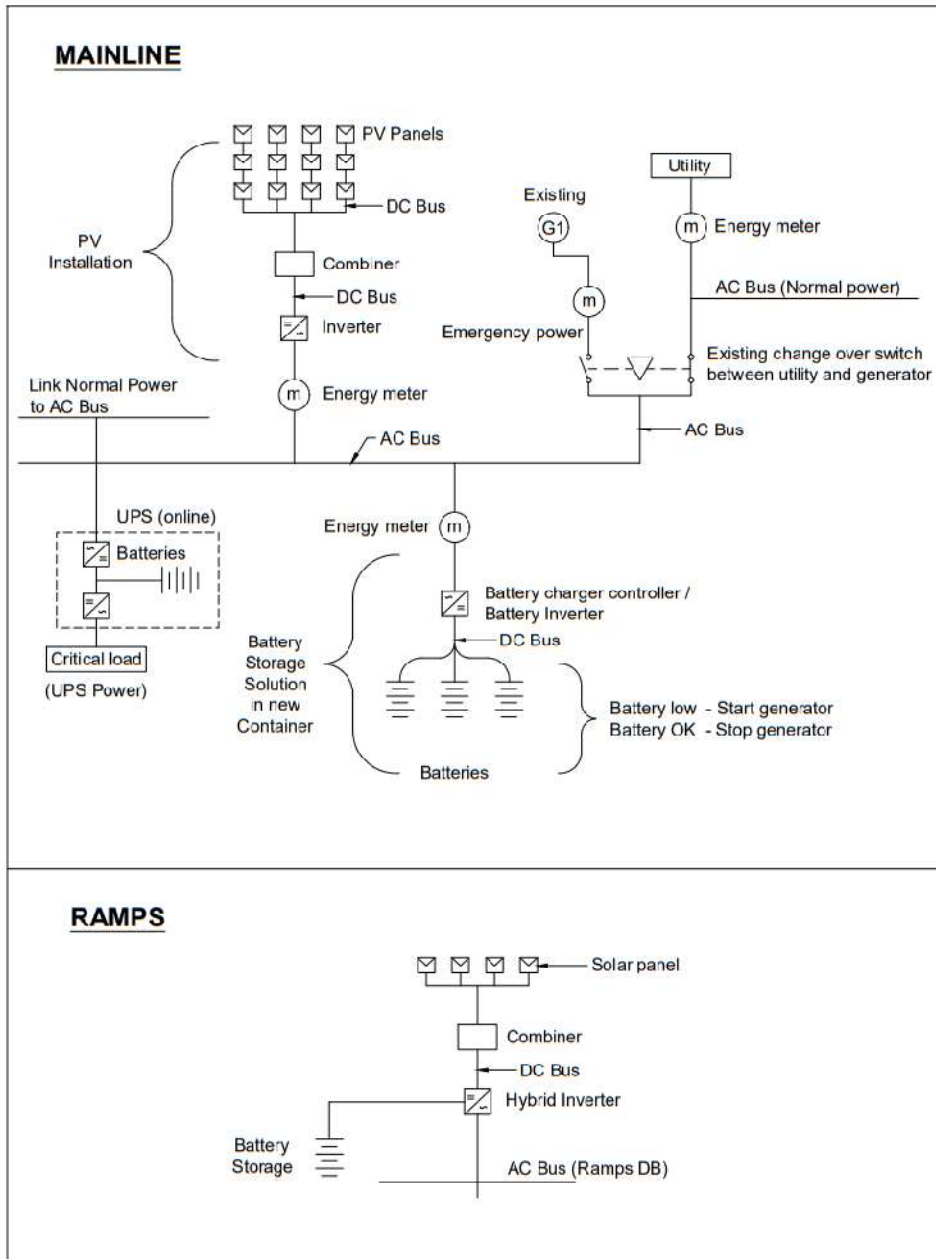 MAINLINE
PV Panels
DC Bus
PV
Installation
Combiner
DC Bus
Inverter
Energy meter
m
Utility
Existing
G1
m
Energy meter
AC Bus (Normal power)
m
Emergency power
Existing change over switch
between utility and generator
AC Bus
Link Normal Power
to AC Bus
AC Bus
UPS (online)
Batteries
Critical load
(UPS Power)
Energy meter
m
Battery charger controller /
Battery Inverter
DC Bus
Battery
Storage
Solution
in new
Container
Battery low - Start generator
Battery OK - Stop generator
Batteries
RAMPS
Solar panel
Combiner
DC Bus
Hybrid Inverter
Battery
Storage
AC Bus (Ramps DB)